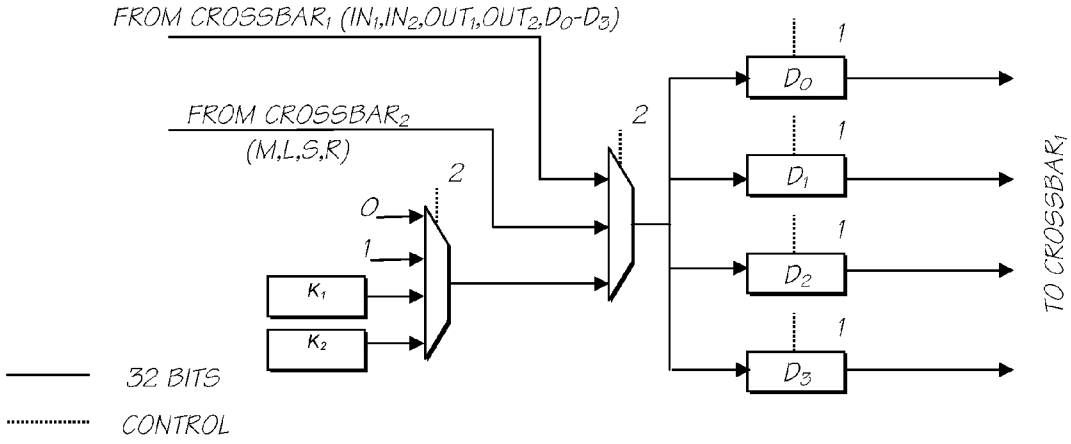 FROM CROSSBAR₁ (IN₁,IN₂,OUT₁,OUT₂,D₀-D₃)
1
D₀
FROM CROSSBAR₂
(M,L,S,R)
2
1
D₁
2
0
1
K₁
K₂
1
D₂
1
D₃
TO CROSSBAR₁
32 BITS
CONTROL